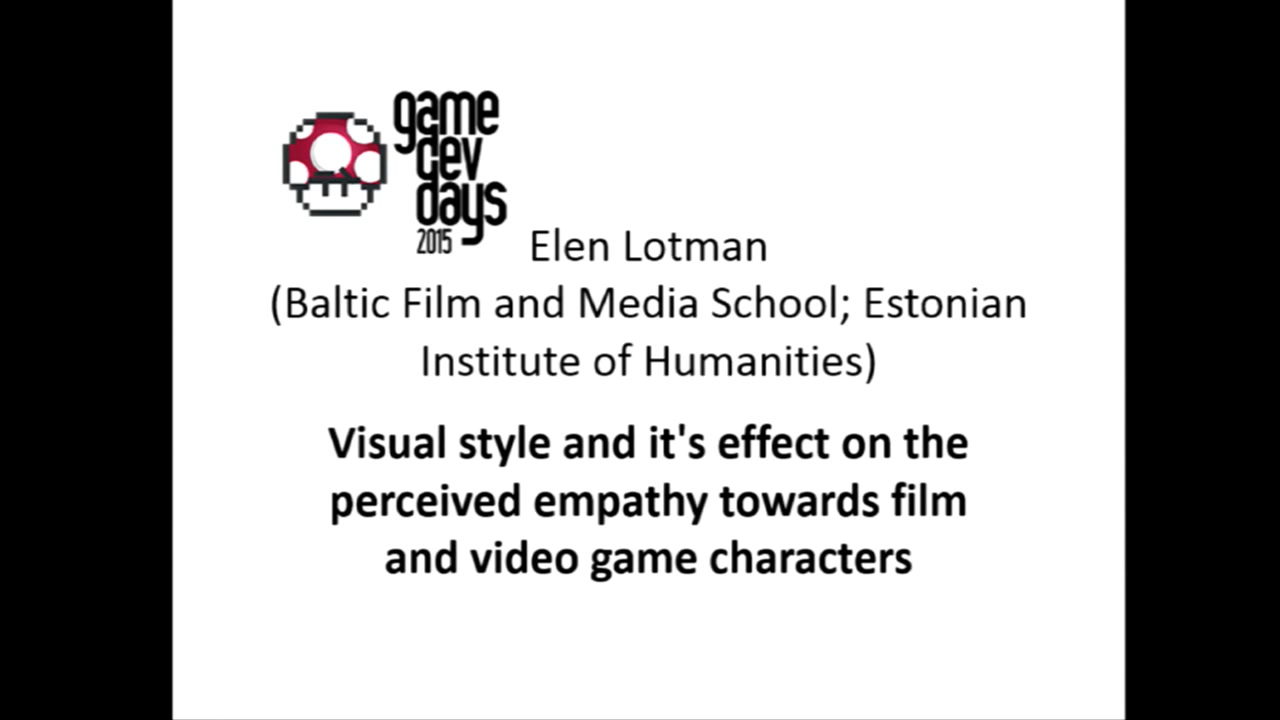 game
dev
days
2015
Elen Lotman
(Baltic Film and Media School; Estonian
Institute of Humanities)
Visual style and it's effect on the
perceived empathy towards film
and video game characters